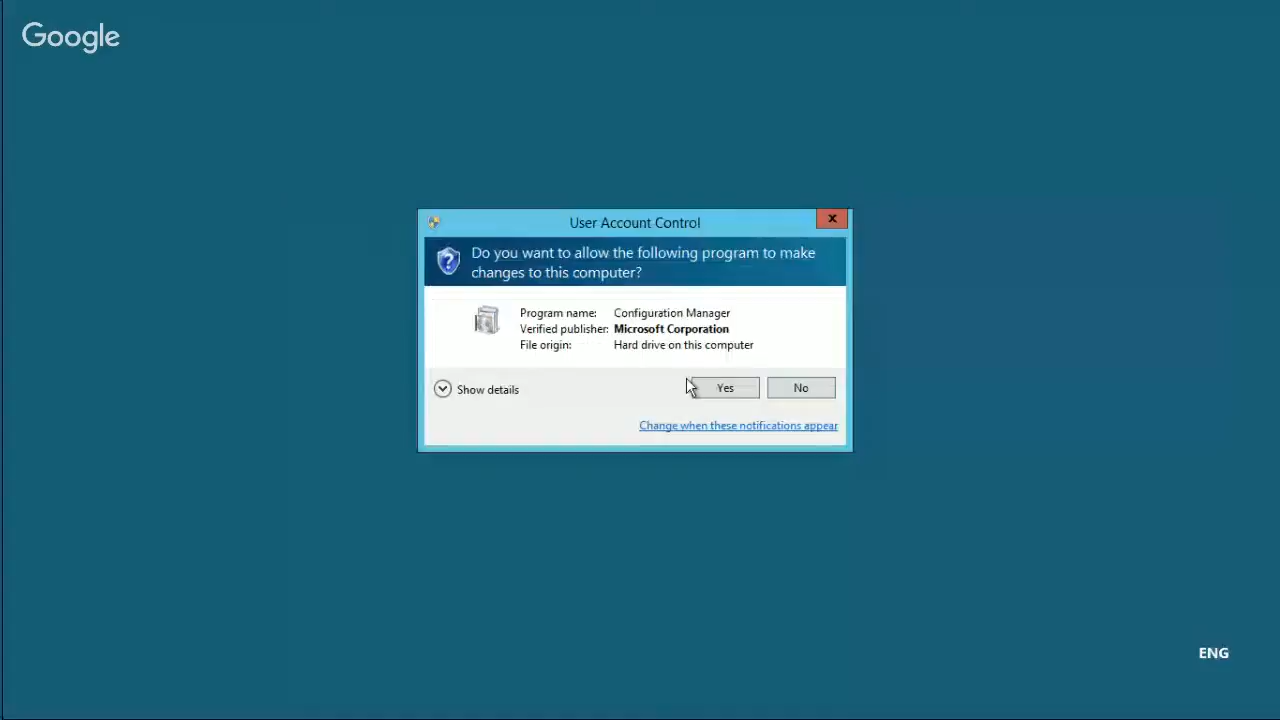 Google
User Account Control
Do you want to allow the following program to make
changes to this computer?
Program name: Configuration Manager
Verified publisher: Microsoft Corporation
File origin: Hard drive on this computer
Show details
Yes
No
Change when these notifications appear
ENG